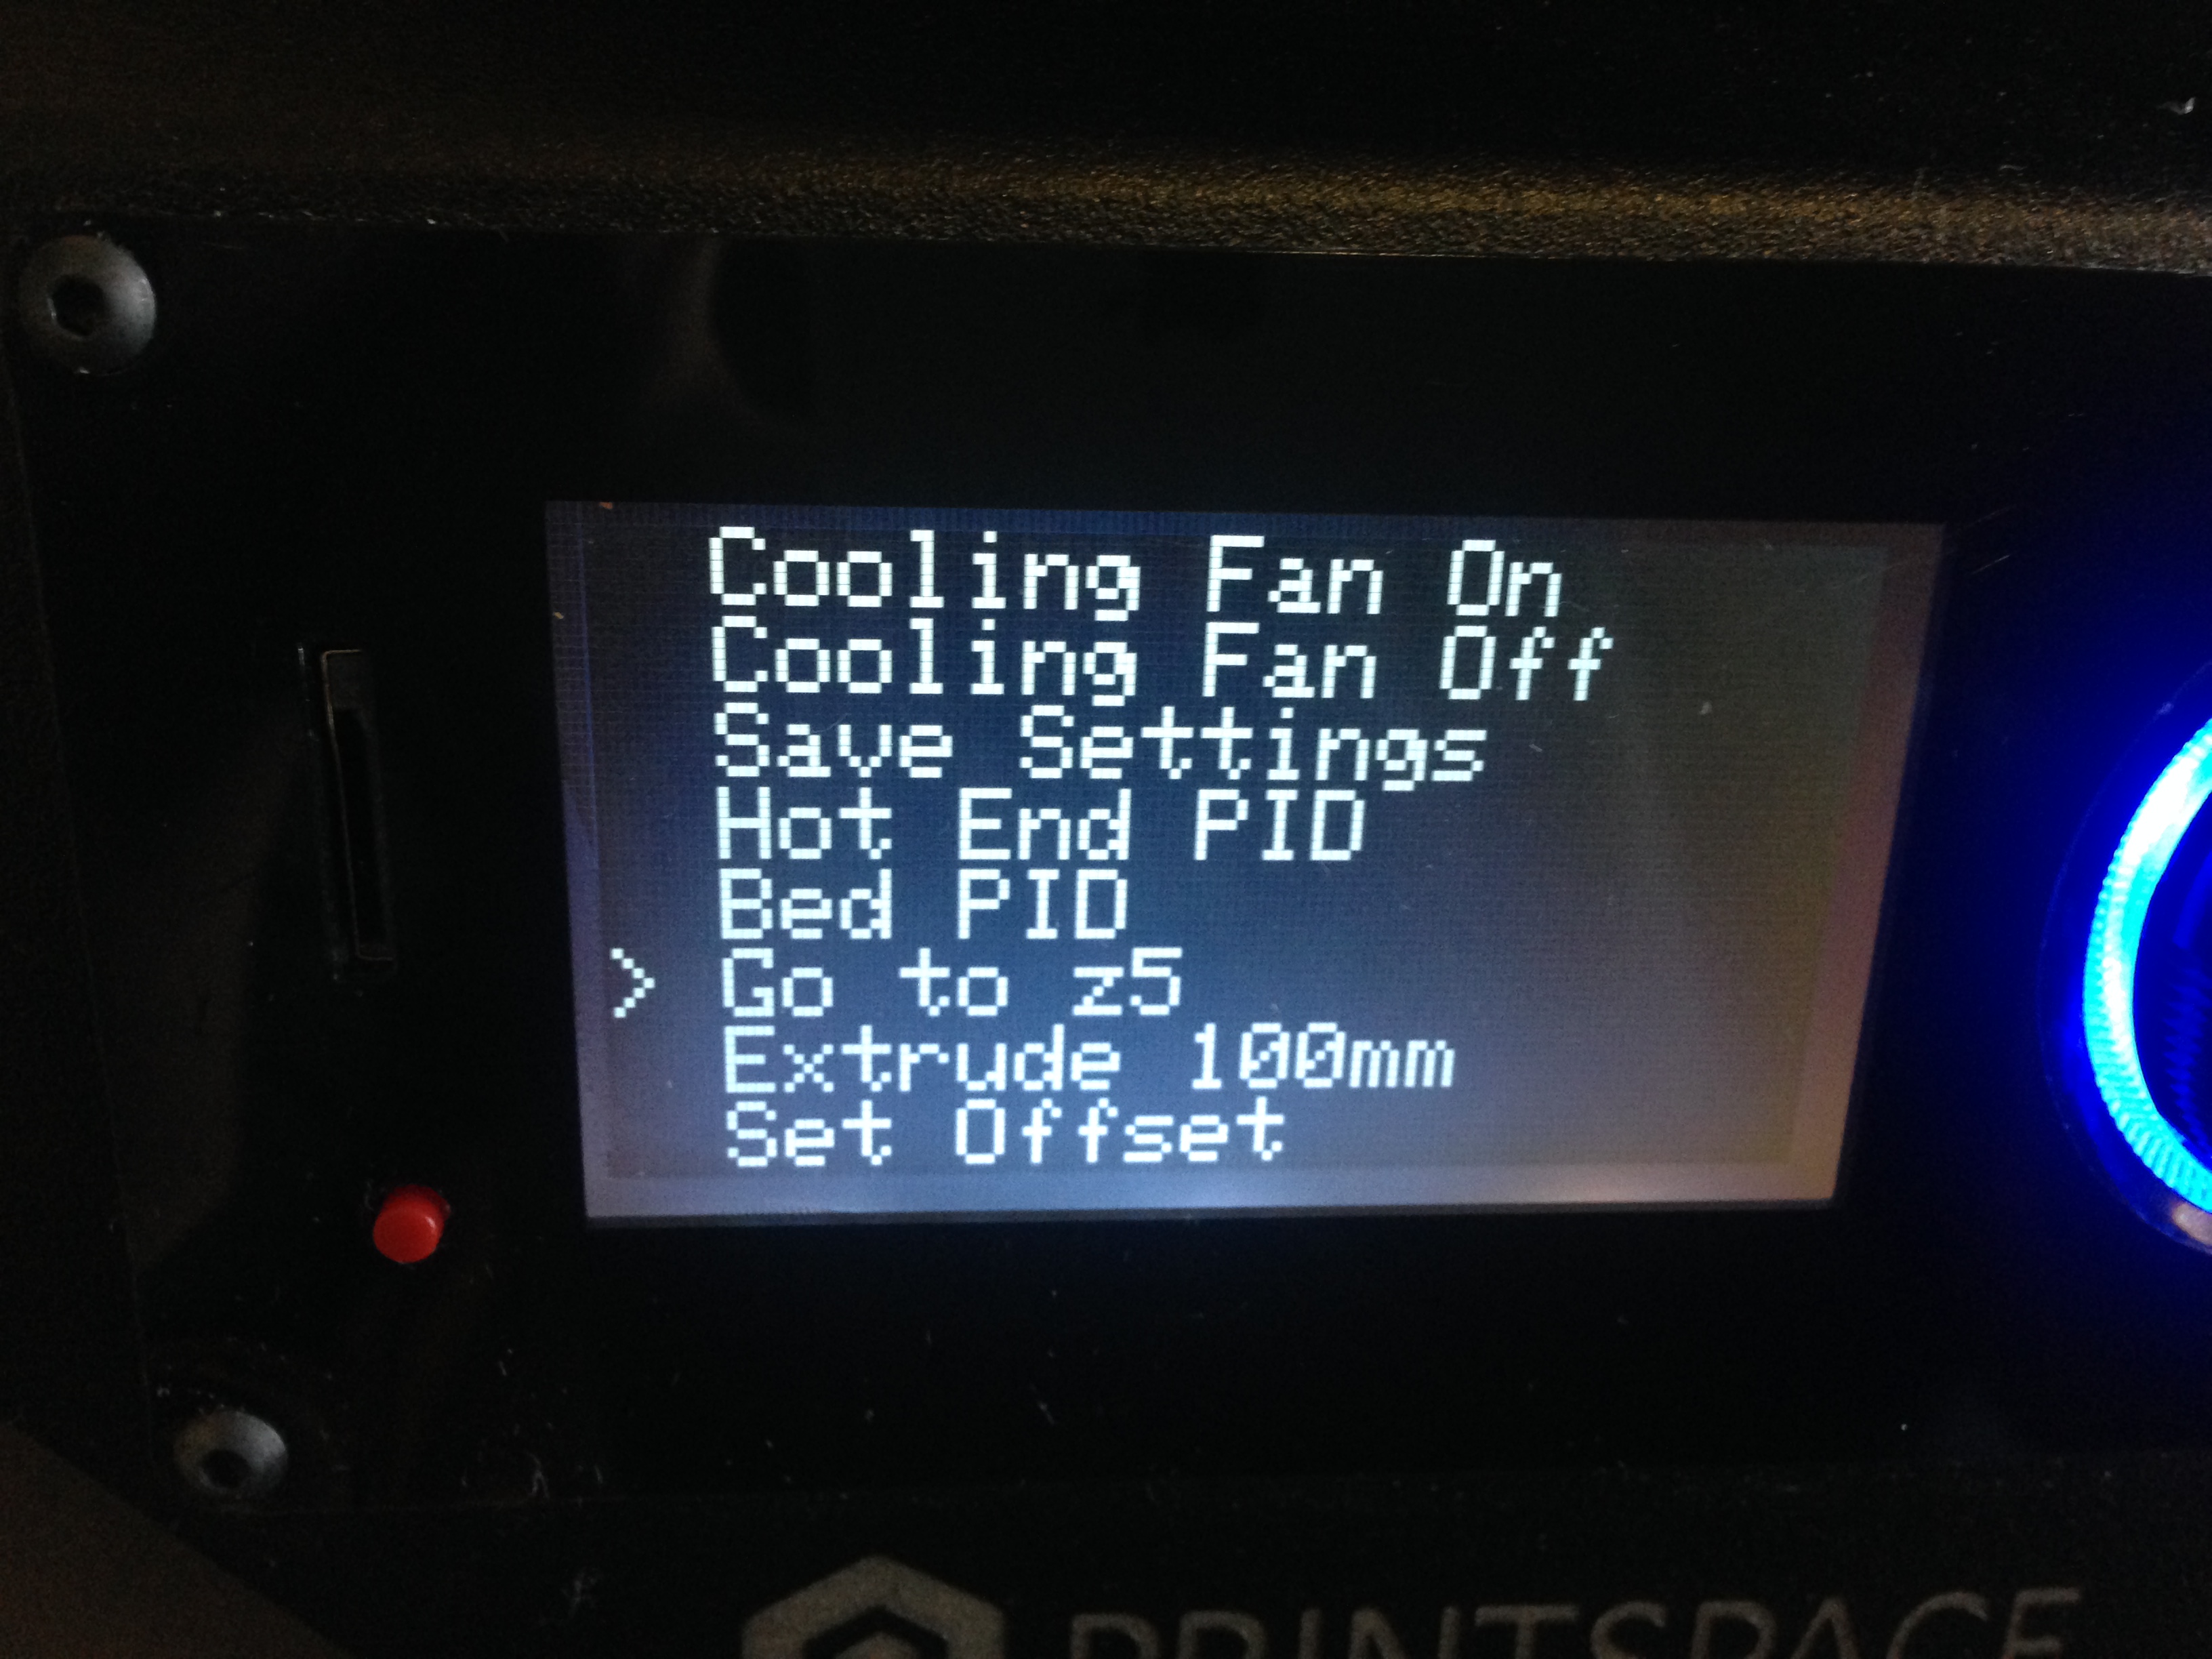 Cooling Fan On
Cooling Fan Off
Save Settings
Hot End PID
Bed PID
> Go to z5
Extrude 100mm
Set Offset
PRINTSPACE